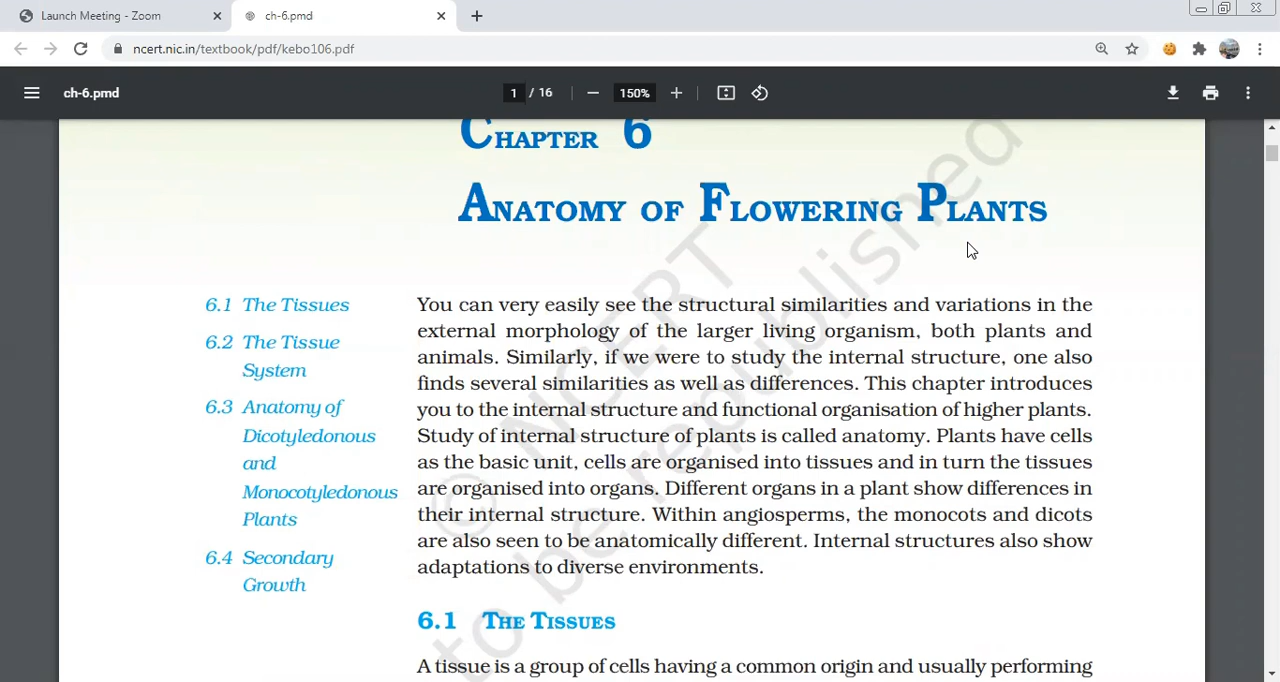 Launch Meeting - Zoom
ch-6.pmd
ncert.nic.in/textbook/pdf/kebo106.pdf
ch-6.pmd
1 / 16
150%
CHAPTER 6
ANATOMY OF FLOWERING PLANTS
6.1 The Tissues
6.2 The Tissue
System
6.3 Anatomy of
Dicotyledonous
and
Monocotyledonous
Plants
6.4 Secondary
Growth
You can very easily see the structural similarities and variations in the
external morphology of the larger living organism, both plants and
animals. Similarly, if we were to study the internal structure, one also
finds several similarities as well as differences. This chapter introduces
you to the internal structure and functional organisation of higher plants.
Study of internal structure of plants is called anatomy. Plants have cells
as the basic unit, cells are organised into tissues and in turn the tissues
are organised into organs. Different organs in a plant show differences in
their internal structure. Within angiosperms, the monocots and dicots
are also seen to be anatomically different. Internal structures also show
adaptations to diverse environments.
6.1 THE TISSUES
A tissue is a group of cells having a common origin and usually performing
© NCERT
to be republished